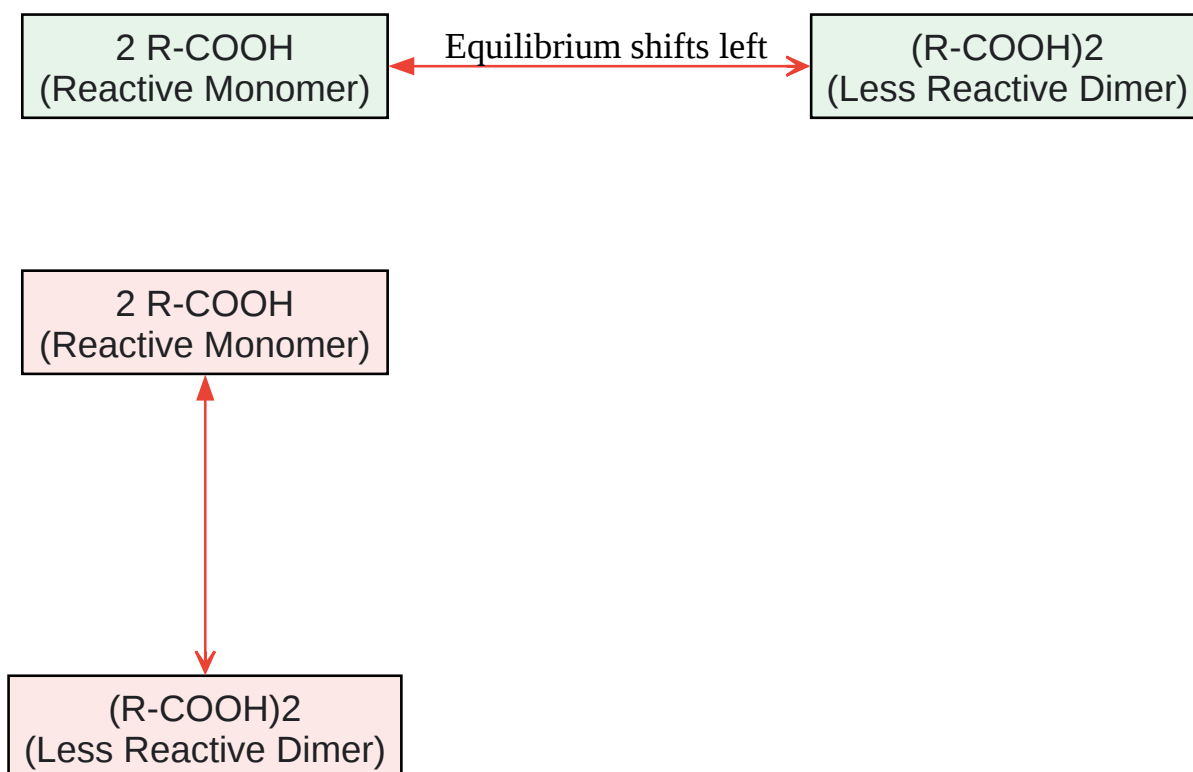 2 R-COOH
(Reactive Monomer)
Equilibrium shifts left
(R-COOH)2
(Less Reactive Dimer)
2 R-COOH
(Reactive Monomer)
(R-COOH)2
(Less Reactive Dimer)